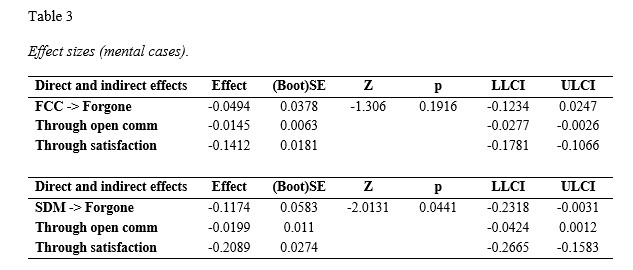 Table 3
Effect sizes (mental cases).
Direct and indirect effects Effect (Boot)SE Z p LLCI ULCI
FCC -> Forgone -0.0494 0.0378 -1.306 0.1916 -0.1234 0.0247
Through open comm -0.0145 0.0063 -0.0277 -0.0026
Through satisfaction -0.1412 0.0181 -0.1781 -0.1066
Direct and indirect effects Effect (Boot)SE Z p LLCI ULCI
SDM -> Forgone -0.1174 0.0583 -2.0131 0.0441 -0.2318 -0.0031
Through open comm -0.0199 0.011 -0.0424 0.0012
Through satisfaction -0.2089 0.0274 -0.2665 -0.1583